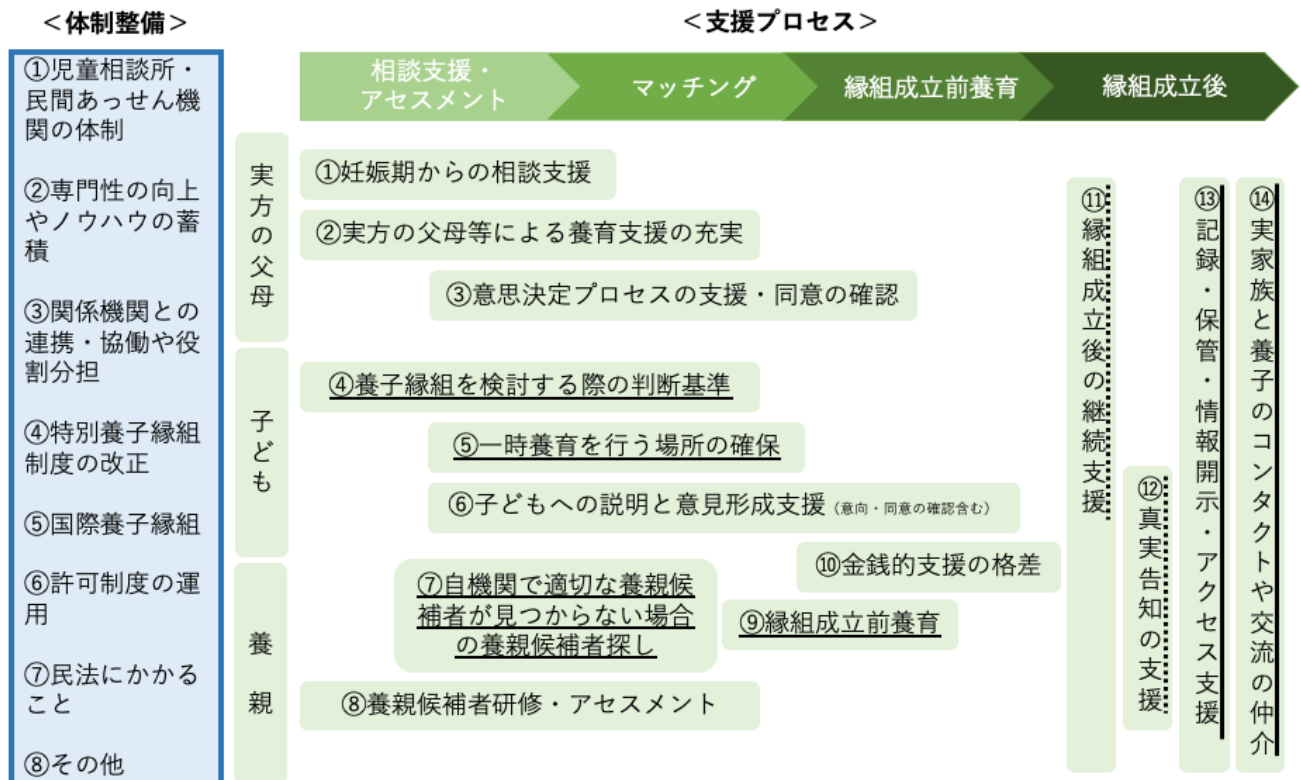 ＜体制整備＞
＜支援プロセス＞
①児童相談所・
民間あっせん機
関の体制
②専門性の向上
やノウハウの蓄
積
③関係機関との
連携・協働や役
割分担
④特別養子縁組
制度の改正
⑤国際養子縁組
⑥許可制度の運
用
⑦民法にかかる
こと
⑧その他
相談支援・
アセスメント
マッチング
縁組成立前養育
縁組成立後
実方の父母
①妊娠期からの相談支援
②実方の父母等による養育支援の充実
③意思決定プロセスの支援・同意の確認
子ども
④養子縁組を検討する際の判断基準
⑤一時養育を行う場所の確保
⑥子どもへの説明と意見形成支援（意向・同意の確認含む）
養親
⑦自機関で適切な養親候
補者が見つからない場合
の養親候補者探し
⑧養親候補者研修・アセスメント
⑨縁組成立前養育
⑩金銭的支援の格差
⑪縁組成立後の継続支援
⑫真実告知の支援
⑬記録・保管・情報開示・アクセス支援
⑭実家族と養子のコンタクトや交流の仲介